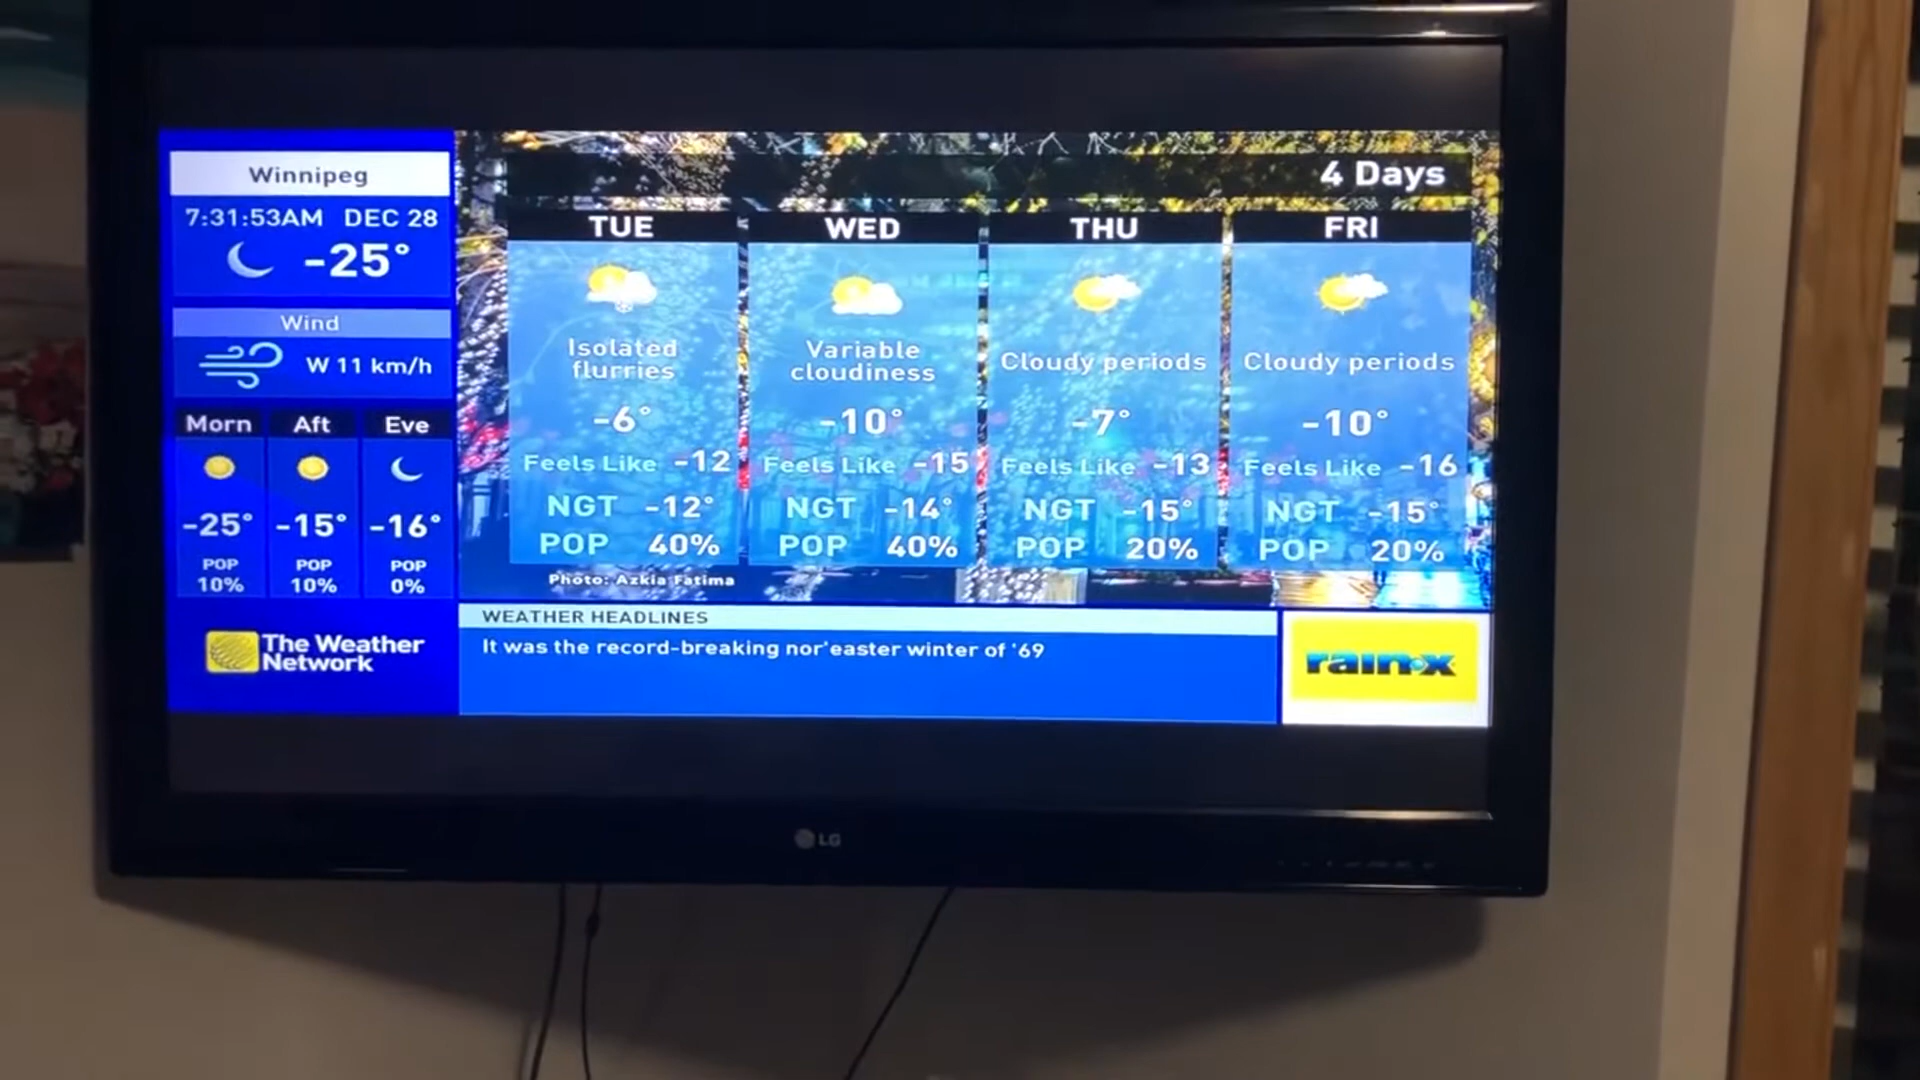 Winnipeg
7:31:53AM DEC 28
-25°
Wind
W 11 km/h
Morn Aft Eve
-25° -15° -16°
POP POP POP
10% 10% 0%
The Weather
Network
4 Days
TUE
Isolated
flurries
-6°
Feels Like -12
NGT -12°
POP 40%
WED
Variable
cloudiness
-10°
Feels Like -15
NGT -14°
POP 40%
THU
Cloudy periods
-7°
Feels Like -13
NGT -15°
POP 20%
FRI
Cloudy periods
-10°
Feels Like -16
NGT -15°
POP 20%
Photo: Azkia Fatima
WEATHER HEADLINES
It was the record-breaking nor'easter winter of '69
rain-x
LG